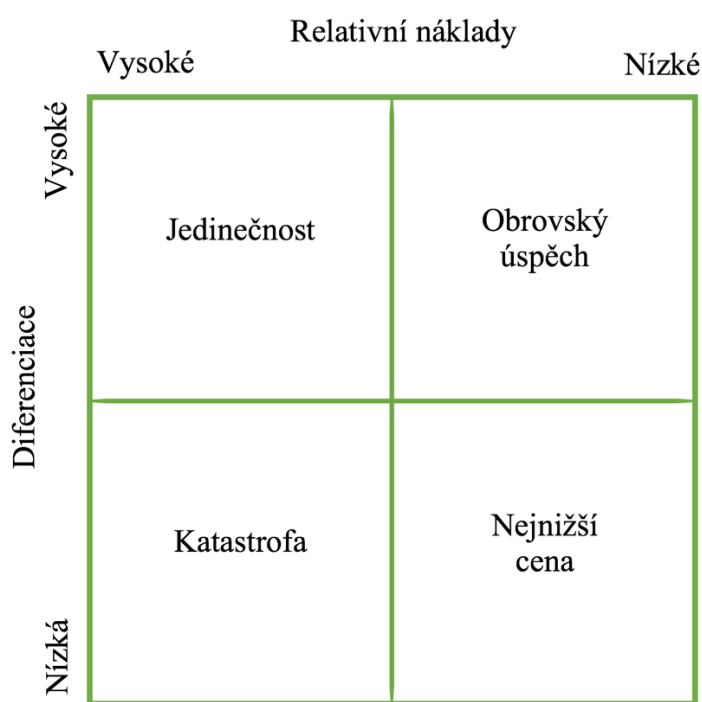 Relativní náklady
Vysoké
Nízké
Vysoké
Diferenciace
Nízká
Jedinečnost
Obrovský
úspěch
Katastrofa
Nejnižší
cena